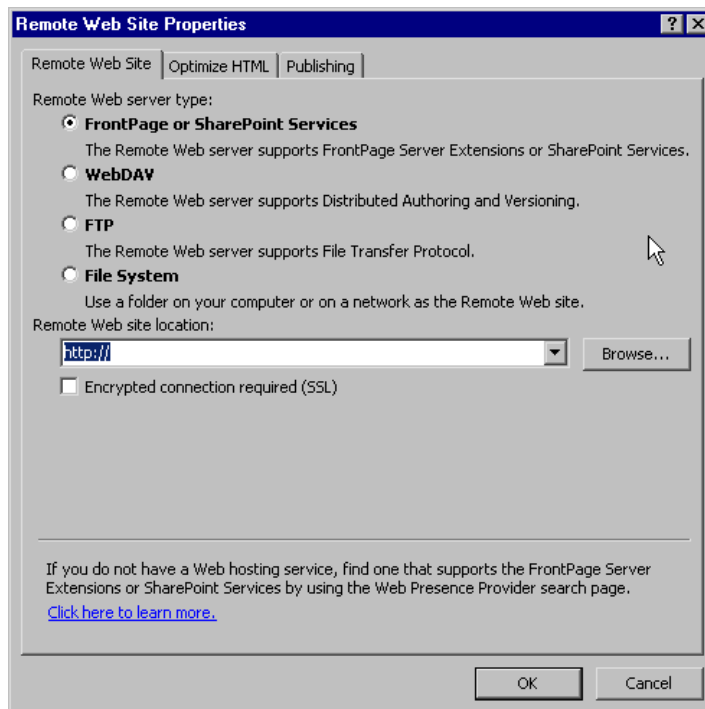 Remote Web Site Properties
Remote Web Site Optimize HTML Publishing
Remote Web server type:
FrontPage or SharePoint Services
The Remote Web server supports FrontPage Server Extensions or SharePoint Services.
WebDAV
The Remote Web server supports Distributed Authoring and Versioning.
FTP
The Remote Web server supports File Transfer Protocol.
File System
Use a folder on your computer or on a network as the Remote Web site.
Remote Web site location:
http:// Browse...
Encrypted connection required (SSL)
If you do not have a Web hosting service, find one that supports the FrontPage Server
Extensions or SharePoint Services by using the Web Presence Provider search page.
Click here to learn more.
OK Cancel